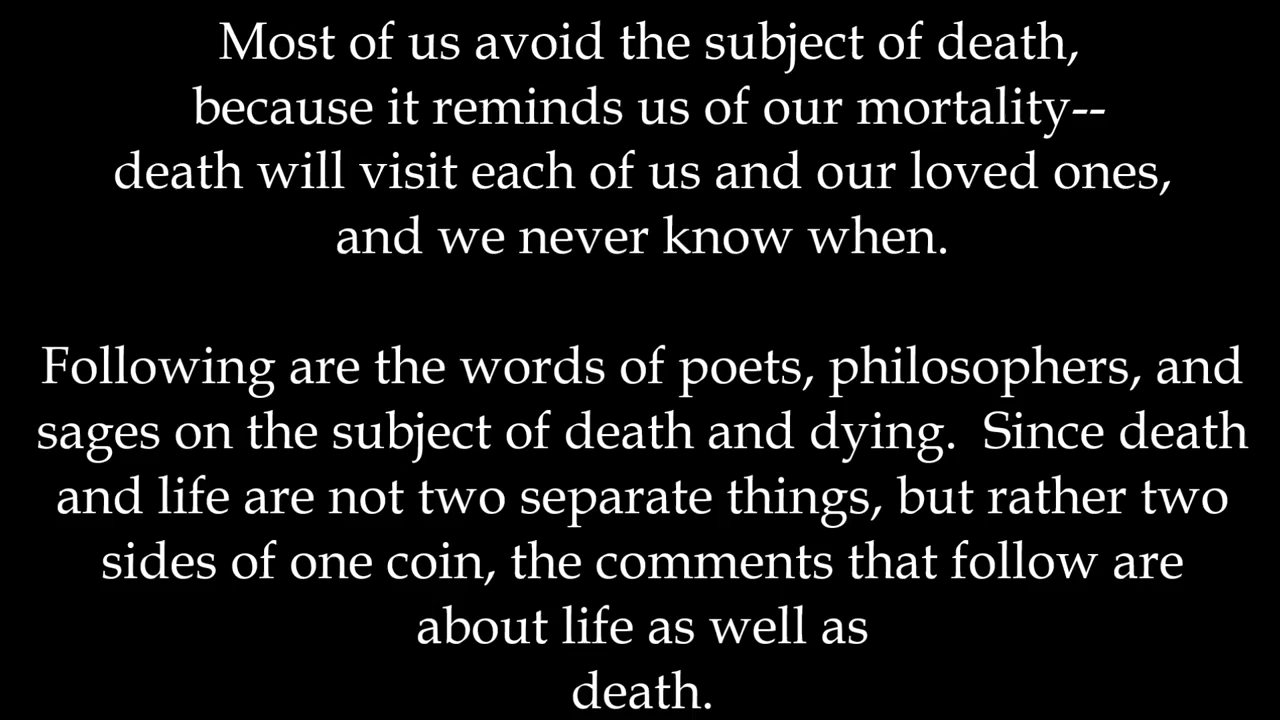 Most of us avoid the subject of death,
because it reminds us of our mortality--
death will visit each of us and our loved ones,
and we never know when.
Following are the words of poets, philosophers, and
sages on the subject of death and dying.  Since death
and life are not two separate things, but rather two
sides of one coin, the comments that follow are
about life as well as
death.